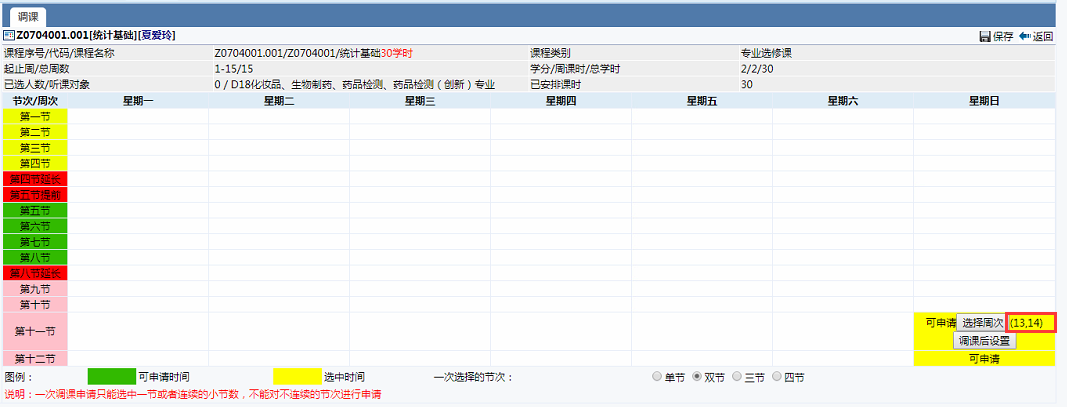 调课
Z0704001.001[统计基础][夏爱玲]
保存 返回
课程序号/代码/课程名称 Z0704001.001/Z0704001/统计基础30学时 课程类别 专业选修课
起止周/总周数 1-15/15 学分/周课时/总学时 2/2/30
已选人数/听课对象 0 / D18化妆品、生物制药、药品检测、药品检测（创新）专业 已安排课时 30
节次/周次 星期一 星期二 星期三 星期四 星期五 星期六 星期日
第一节
第二节
第三节
第四节
第四节延长
第五节提前
第五节
第六节
第七节
第八节
第八节延长
第九节
第十节
第十一节 可申请 选择周次 (13,14)
调课后设置
第十二节 可申请
图例： 可申请时间 选中时间 一次选择的节次： 单节 双节 三节 四节
说明：一次调课申请只能选中一节或者连续的小节数，不能对不连续的节次进行申请